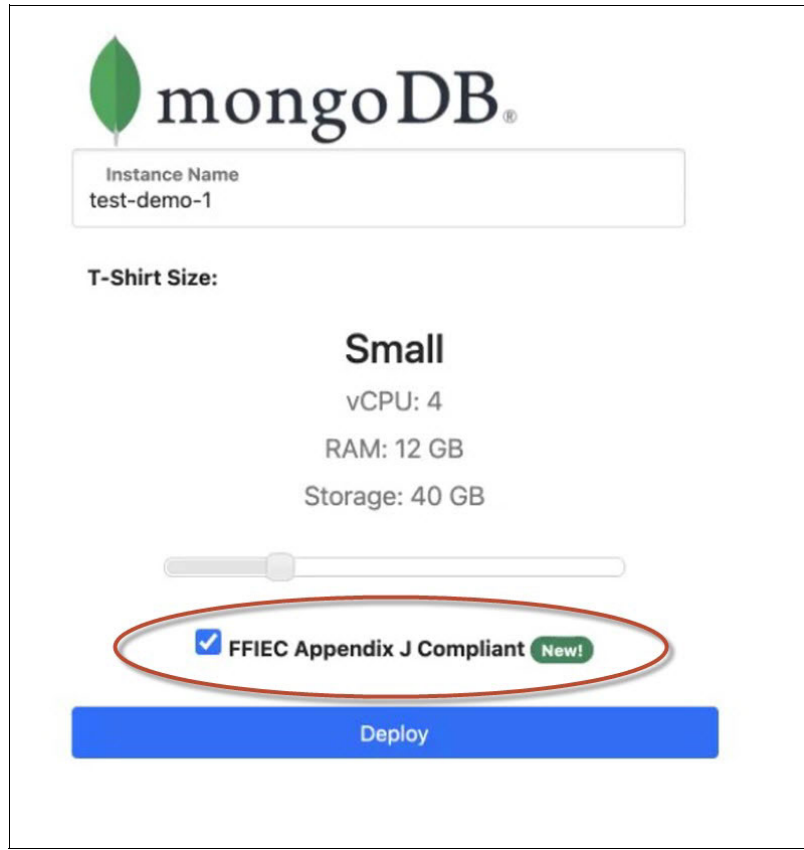 mongoDB®
Instance Name
test-demo-1
T-Shirt Size:
Small
vCPU: 4
RAM: 12 GB
Storage: 40 GB
FFIEC Appendix J Compliant New!
Deploy